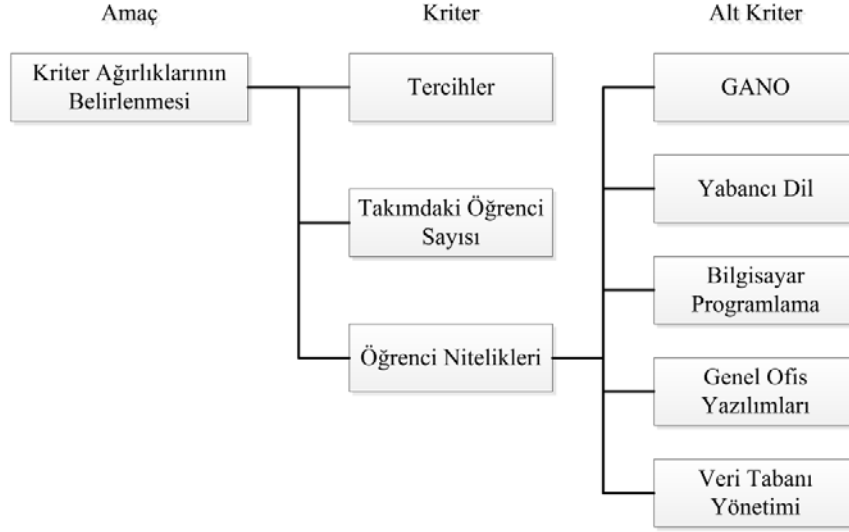 Amaç
Kriter
Alt Kriter
Kriter Ağırlıklarının
Belirlenmesi
Tercihler
Takımdaki Öğrenci
Sayısı
Öğrenci Nitelikleri
GANO
Yabancı Dil
Bilgisayar
Programlama
Genel Ofis
Yazılımları
Veri Tabanı
Yönetimi